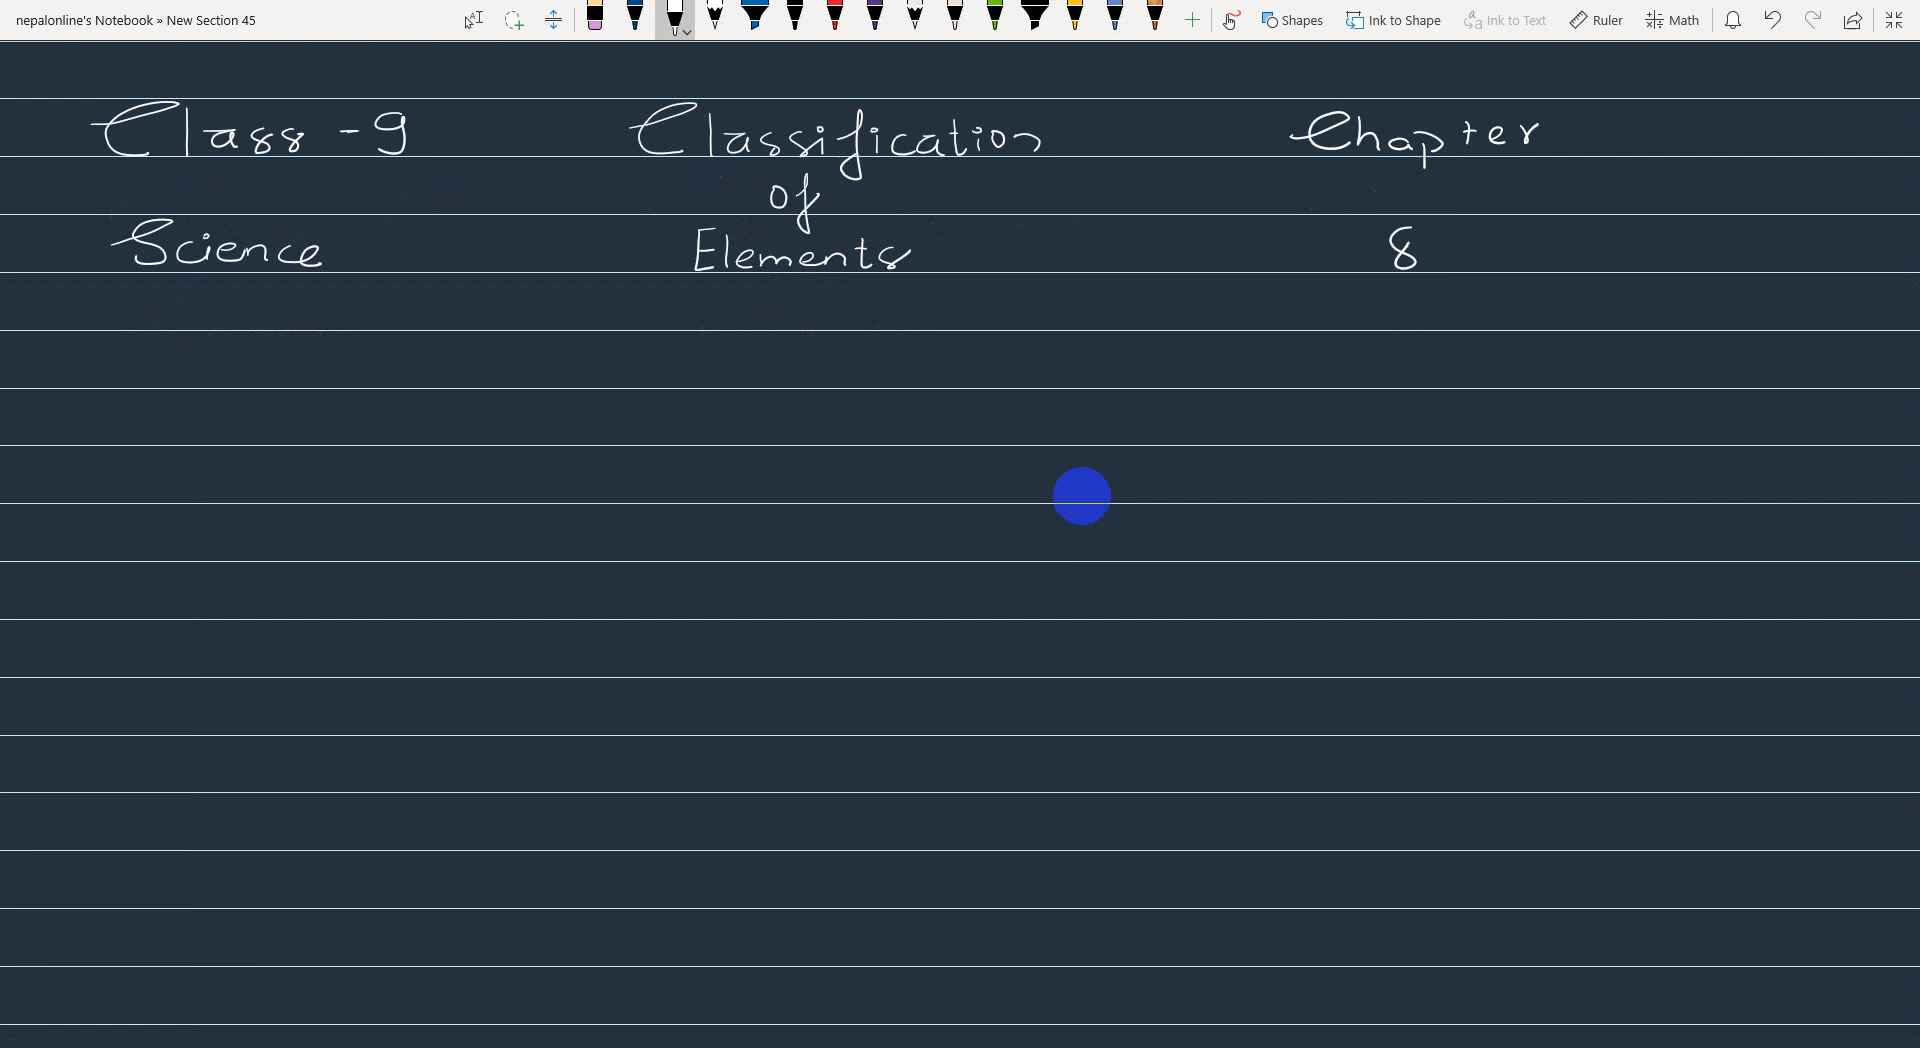 nepalonline's Notebook » New Section 45
Shapes Ink to Shape Ink to Text Ruler Math
Class - 9 Classification Chapter
of
Science Elements 8